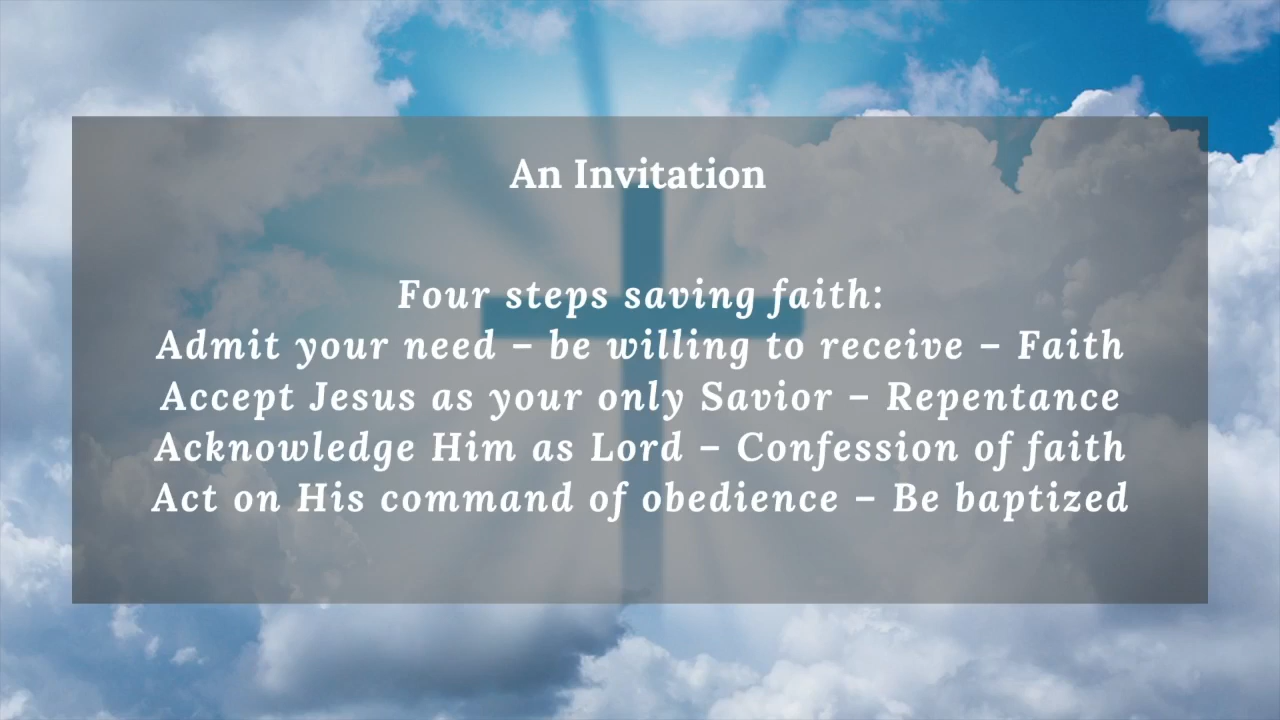 An Invitation
Four steps saving faith:
Admit your need – be willing to receive – Faith
Accept Jesus as your only Savior – Repentance
Acknowledge Him as Lord – Confession of faith
Act on His command of obedience – Be baptized